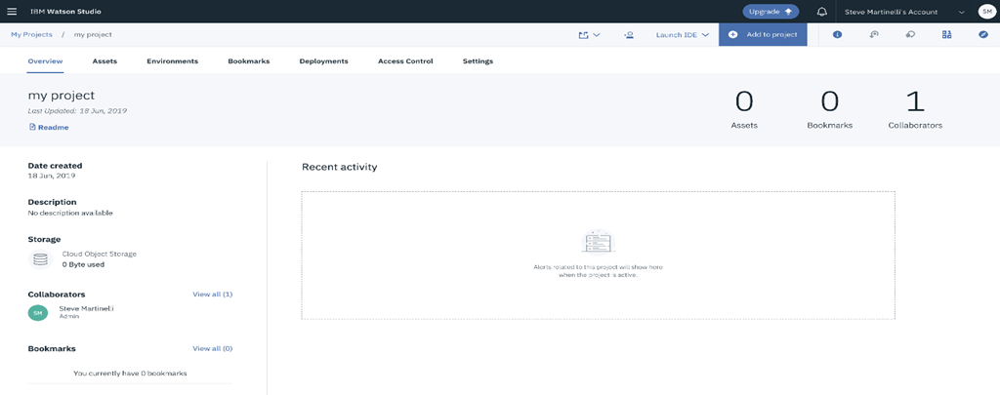 IBM Watson Studio
Upgrade
Steve Martinelli's Account
SM
My Projects / my project
Launch IDE
Add to project
Overview
Assets
Environments
Bookmarks
Deployments
Access Control
Settings
my project
Last Updated: 18 Jun, 2019
Readme
0
Assets
0
Bookmarks
1
Collaborators
Date created
18 Jun, 2019
Description
No description available
Storage
Cloud Object Storage
0 Byte used
Collaborators
View all (1)
SM
Steve Martinelli
Admin
Bookmarks
View all (0)
You currently have 0 bookmarks
Recent activity
Alerts related to this project will show here
when the project is active.